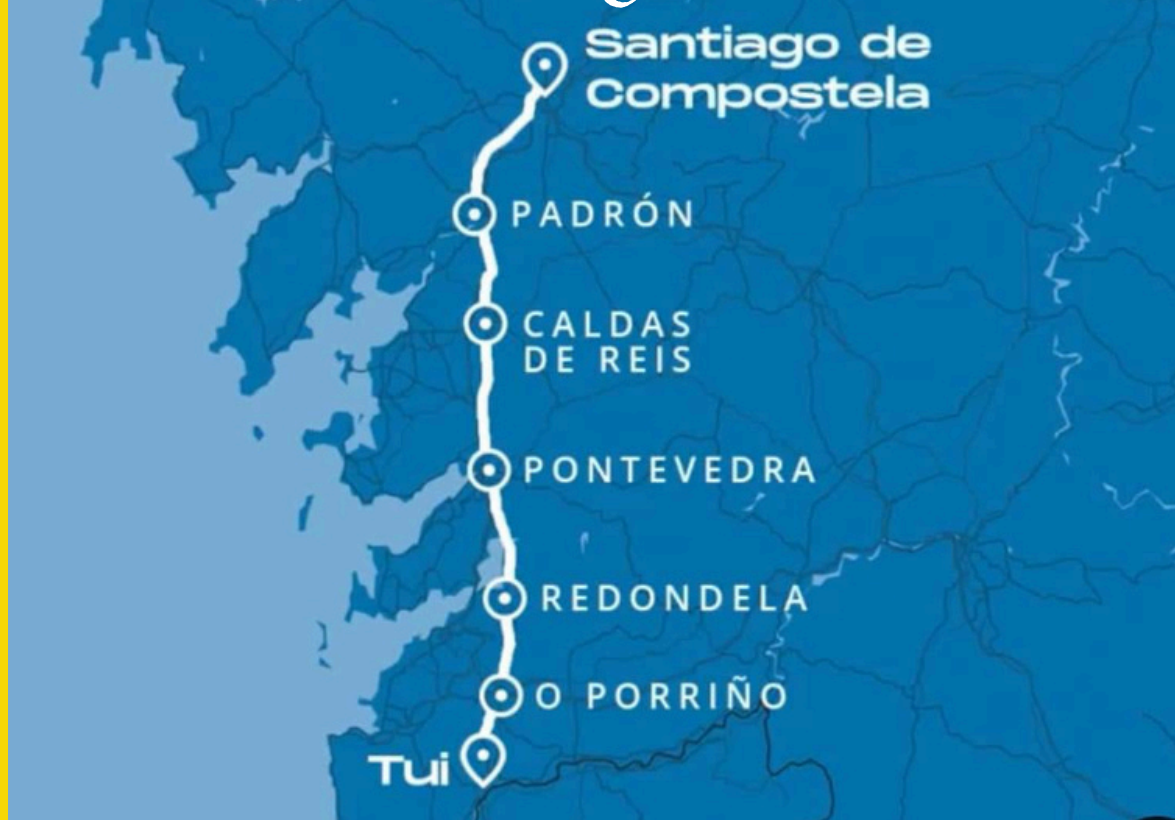 Santiago de
Compostela
PADRÓN
CALDAS
DE REIS
PONTEVEDRA
REDONDELA
O PORRIÑO
Tui